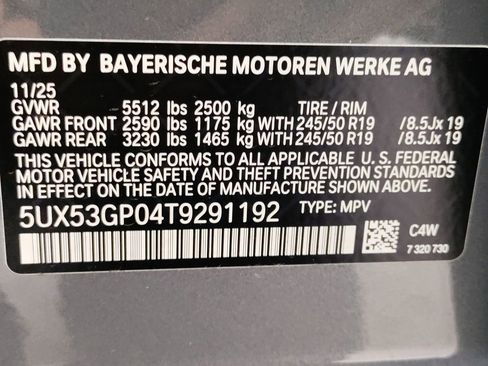 MFD BY BAYERISCHE MOTOREN WERKE AG
11/25
GVWR 5512 lbs 2500 kg TIRE / RIM
GAWR FRONT 2590 lbs 1175 kg WITH 245/50 R19 /8.5Jx 19
GAWR REAR 3230 lbs 1465 kg WITH 245/50 R19 /8.5Jx 19
THIS VEHICLE CONFORMS TO ALL APPLICABLE U. S. FEDERAL
MOTOR VEHICLE SAFETY AND THEFT PREVENTION STANDARDS
IN EFFECT ON THE DATE OF MANUFACTURE SHOWN ABOVE.
5UX53GP04T9291192 TYPE: MPV
C4W
7 320 730